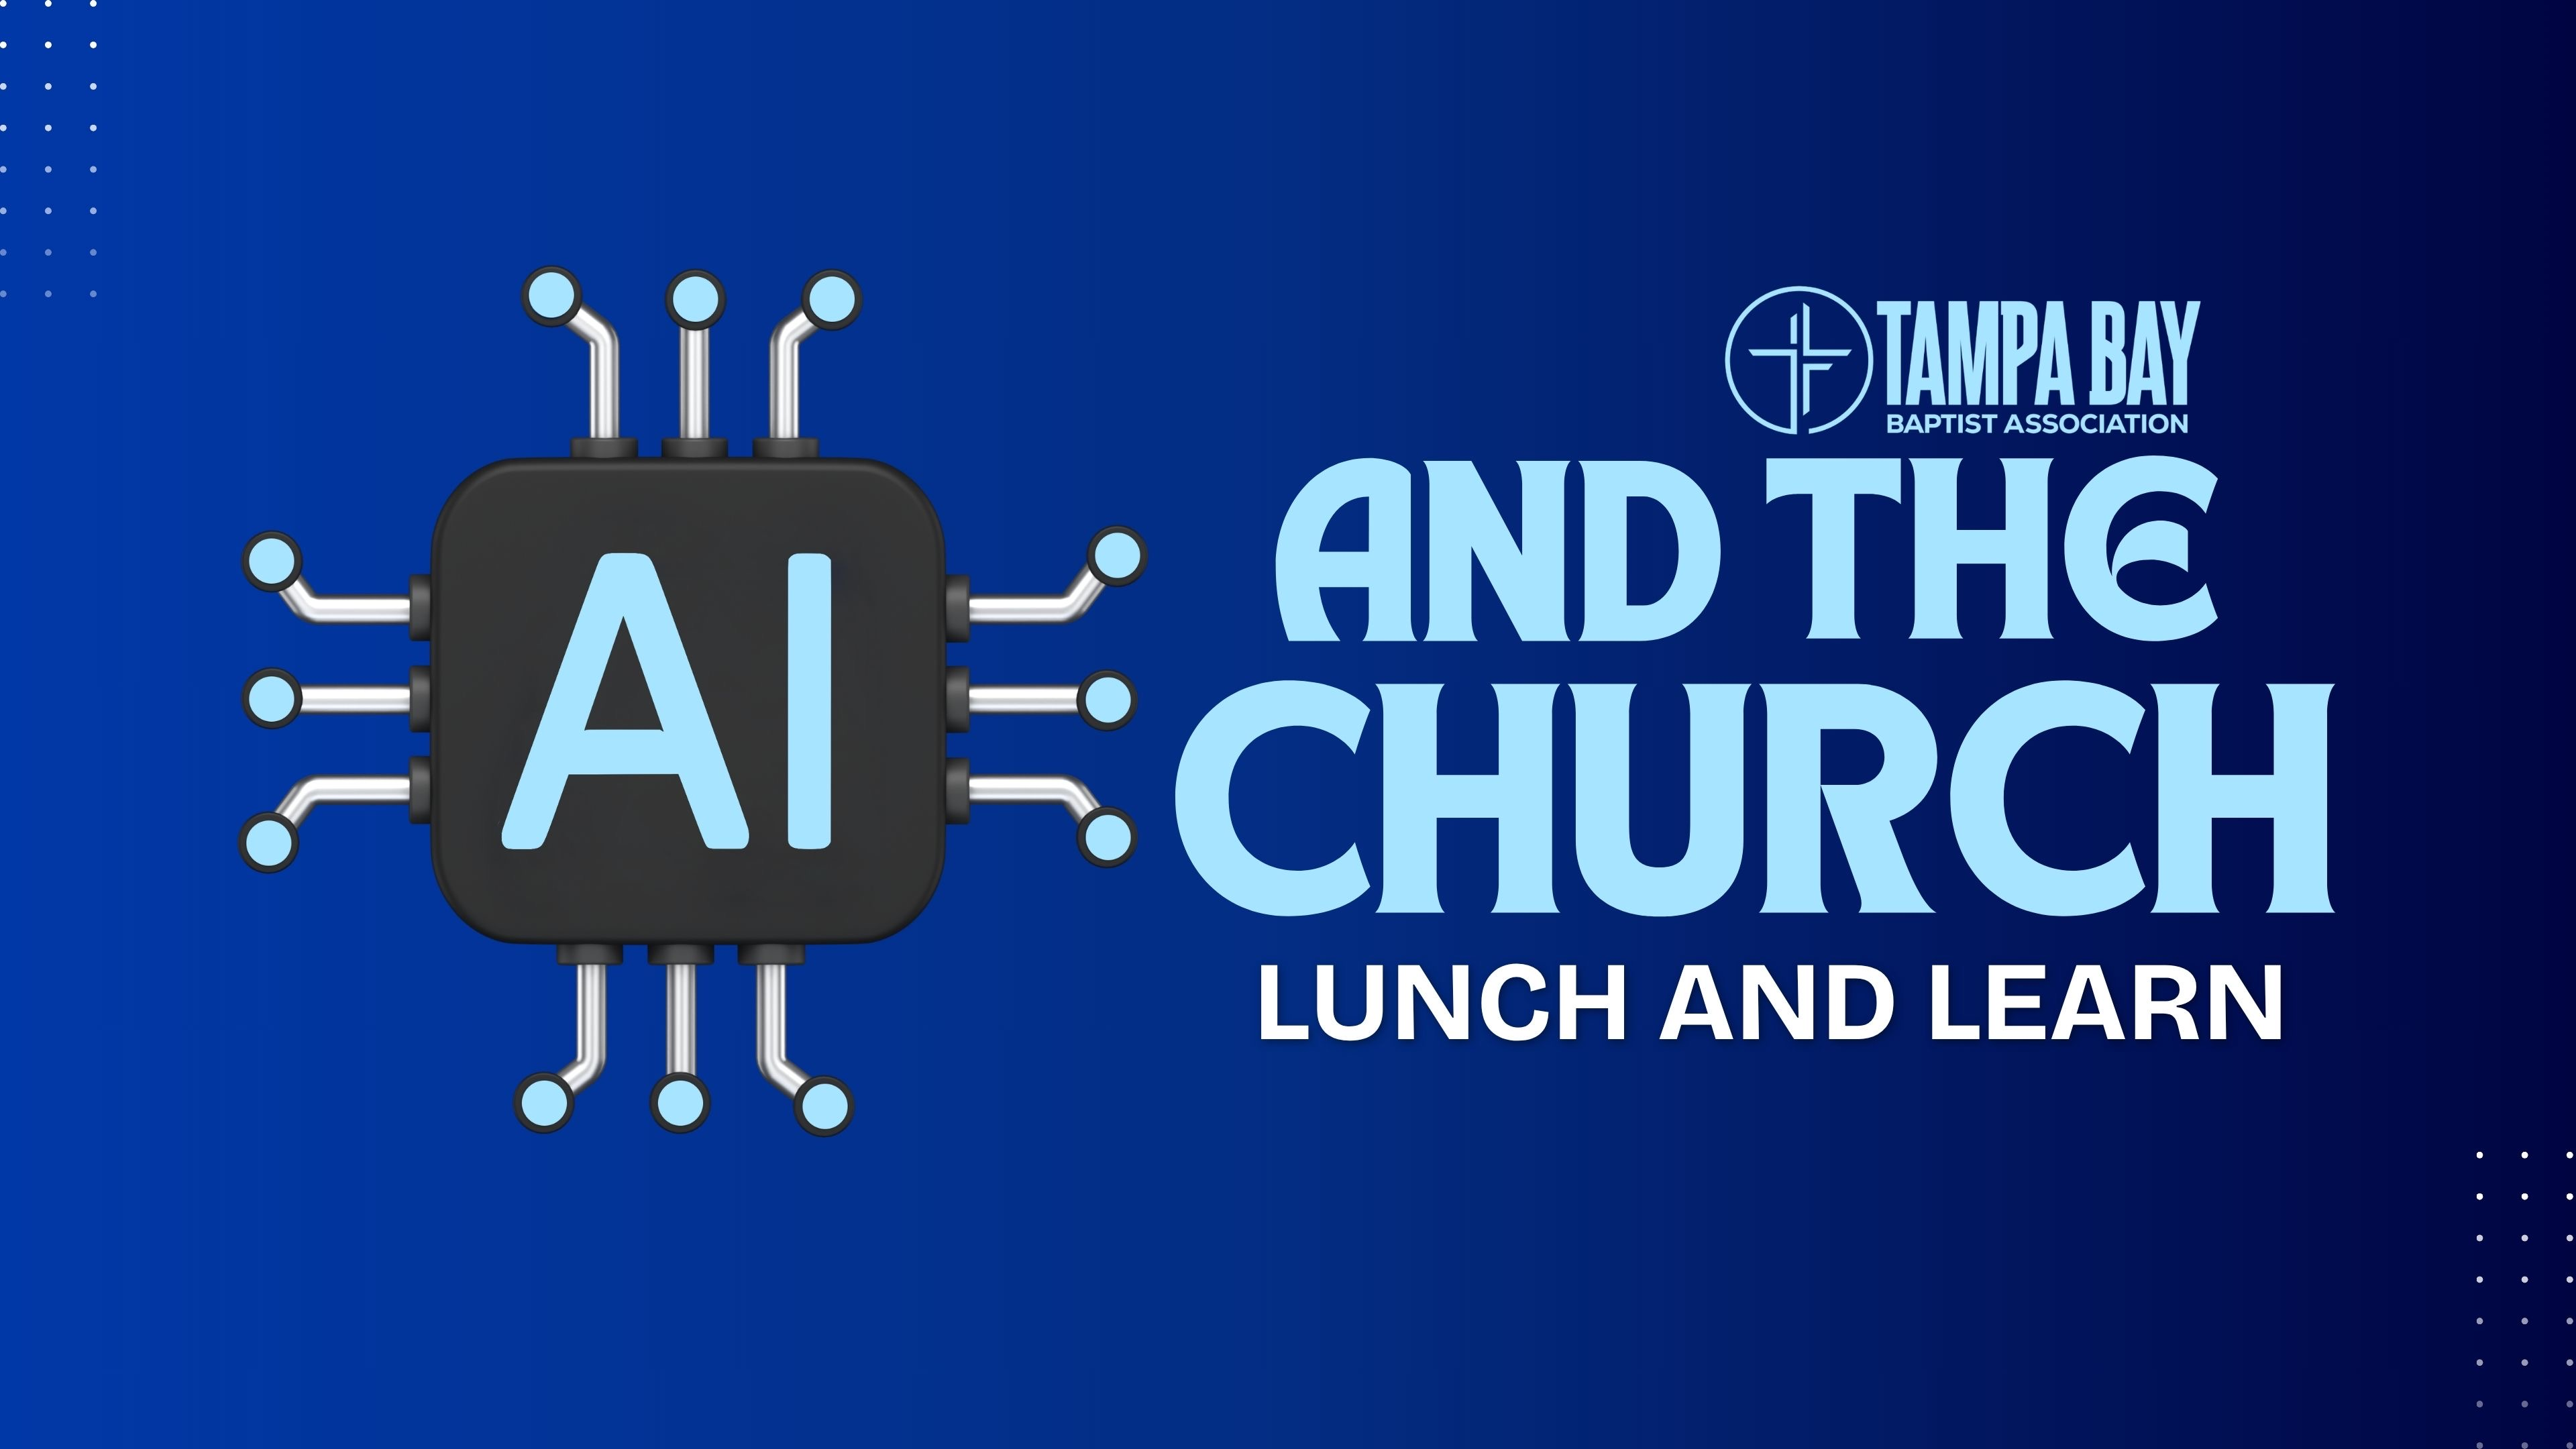 AI
TAMPA BAY
BAPTIST ASSOCIATION
AND THE
CHURCH
LUNCH AND LEARN